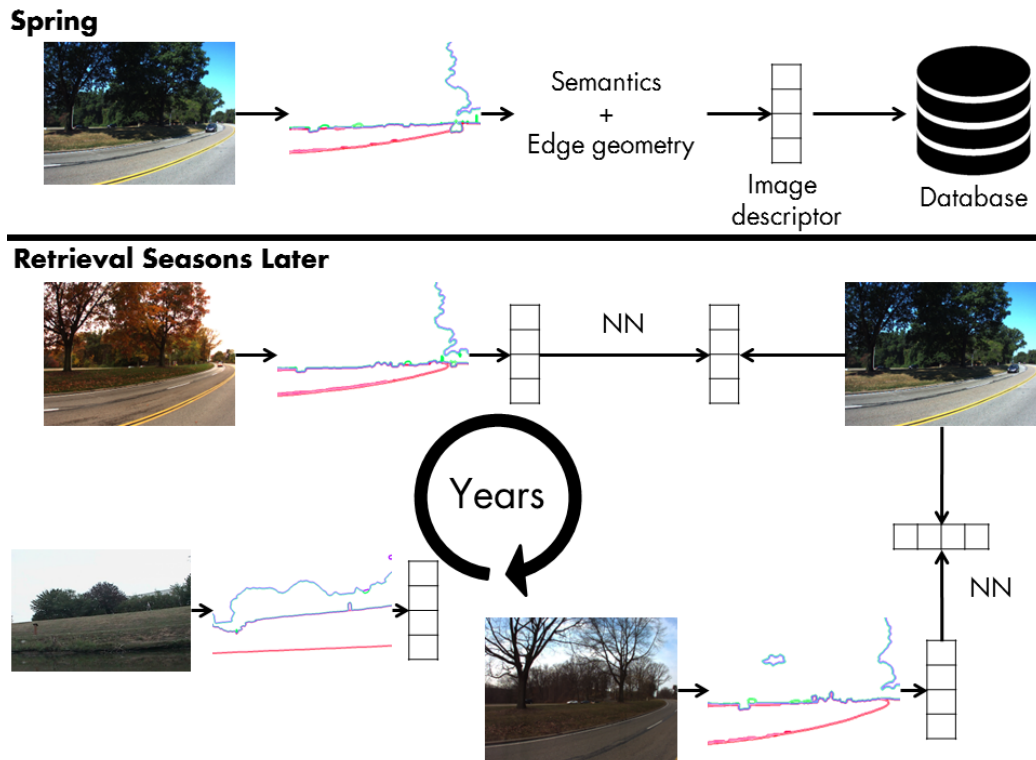 Spring
Semantics
+
Edge geometry
Image
descriptor
Database
Retrieval Seasons Later
NN
Years
NN